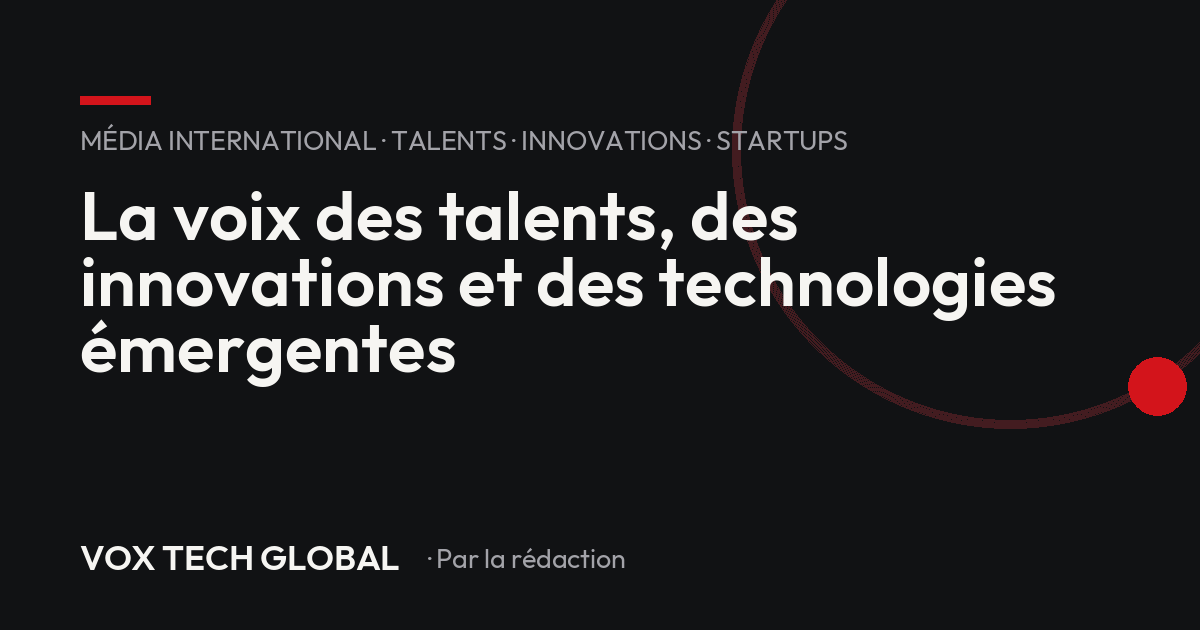 MÉDIA INTERNATIONAL · TALENTS · INNOVATIONS · STARTUPS
La voix des talents, des
innovations et des technologies
émergentes
VOX TECH GLOBAL · Par la rédaction